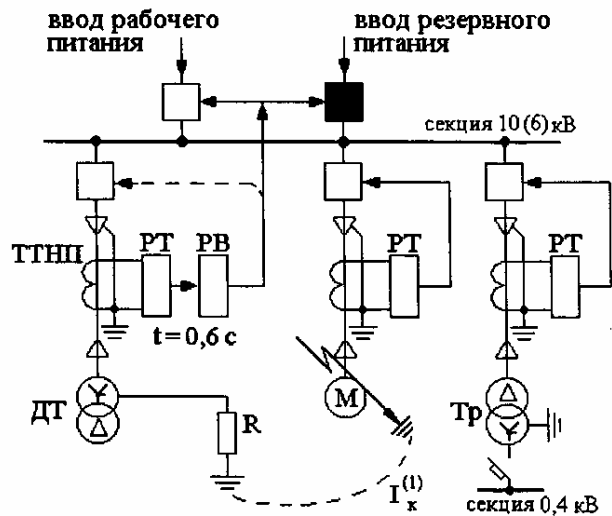 ввод рабочего
питания
ввод резервного
питания
секция 10 (6) кВ
ТТНП
РТ
РВ
t = 0,6 с
РТ
РТ
ДТ
R
М
I к (1)
Тр
секция 0,4 кВ